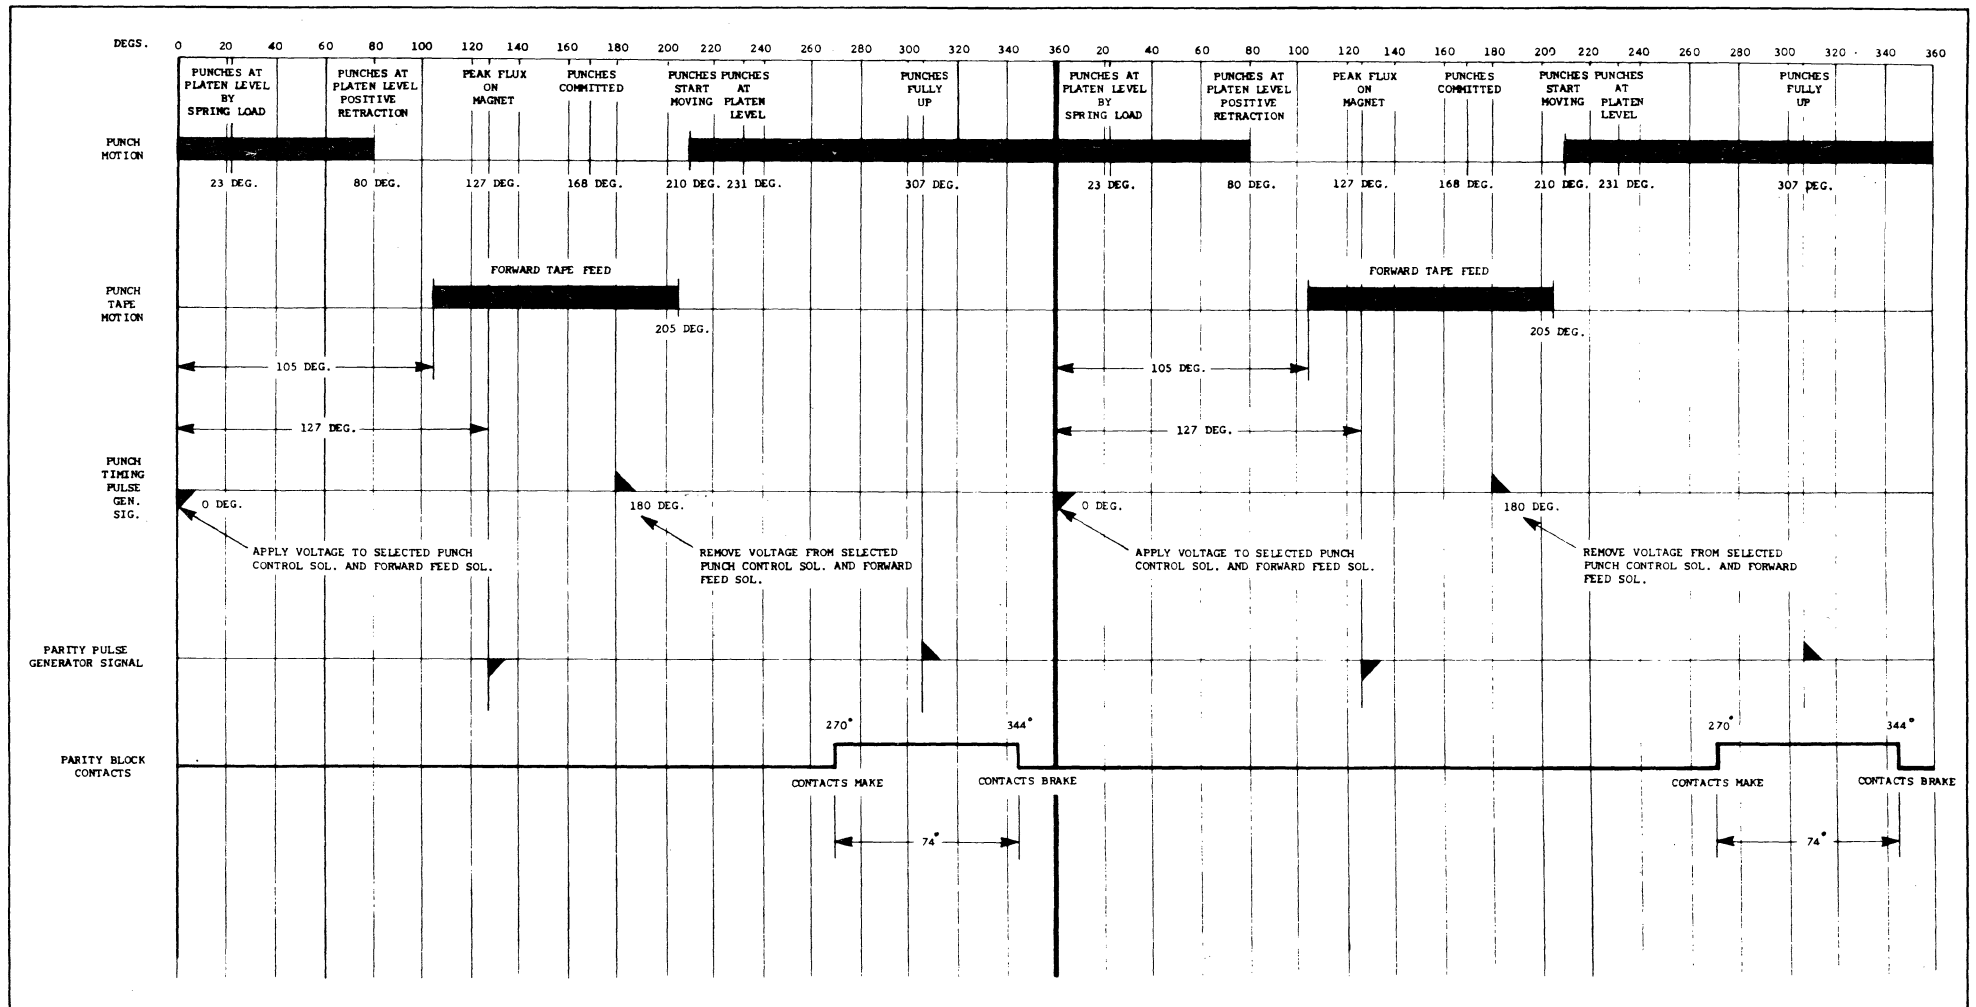 DEGS. 0 20 40 60 80 100 120 140 160 180 200 220 240 260 280 300 320 340 360 20 40 60 80 100 120 140 160 180 200 220 240 260 280 300 320 340 360
PUNCHES AT
PLATEN LEVEL
BY
SPRING LOAD
PUNCHES AT
PLATEN LEVEL
POSITIVE
RETRACTION
PEAK FLUX
ON
MAGNET
PUNCHES
COMMITTED
PUNCHES
START
MOVING
PUNCHES
AT
PLATEN
LEVEL
PUNCHES
FULLY
UP
PUNCHES AT
PLATEN LEVEL
BY
SPRING LOAD
PUNCHES AT
PLATEN LEVEL
POSITIVE
RETRACTION
PEAK FLUX
ON
MAGNET
PUNCHES
COMMITTED
PUNCHES
START
MOVING
PUNCHES
AT
PLATEN
LEVEL
PUNCHES
FULLY
UP
PUNCH
MOTION
23 DEG. 80 DEG. 127 DEG. 168 DEG. 210 DEG. 231 DEG. 307 DEG. 23 DEG. 80 DEG. 127 DEG. 168 DEG. 210 DEG. 231 DEG. 307 DEG.
PUNCH
TAPE
MOTION
FORWARD TAPE FEED
205 DEG.
FORWARD TAPE FEED
205 DEG.
105 DEG.
105 DEG.
127 DEG.
127 DEG.
PUNCH
TIMING
PULSE
GEN.
SIG.
0 DEG.
180 DEG.
0 DEG.
180 DEG.
APPLY VOLTAGE TO SELECTED PUNCH
CONTROL SOL. AND FORWARD FEED SOL.
REMOVE VOLTAGE FROM SELECTED
PUNCH CONTROL SOL. AND FORWARD
FEED SOL.
APPLY VOLTAGE TO SELECTED PUNCH
CONTROL SOL. AND FORWARD FEED SOL.
REMOVE VOLTAGE FROM SELECTED
PUNCH CONTROL SOL. AND FORWARD
FEED SOL.
PARITY PULSE
GENERATOR SIGNAL
PARITY BLOCK
CONTACTS
270° 344° 270° 344°
CONTACTS MAKE CONTACTS BRAKE CONTACTS MAKE CONTACTS BRAKE
74° 74°